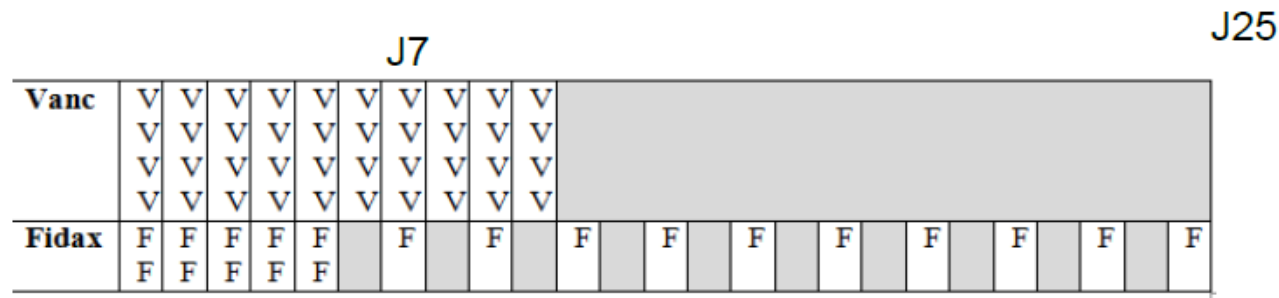 J25
J7
Vanc V V V V V V V V V V
V V V V V V V V V V
V V V V V V V V V V
V V V V V V V V V V
Fidax F F F F F F F F F F F F F F F
F F F F F